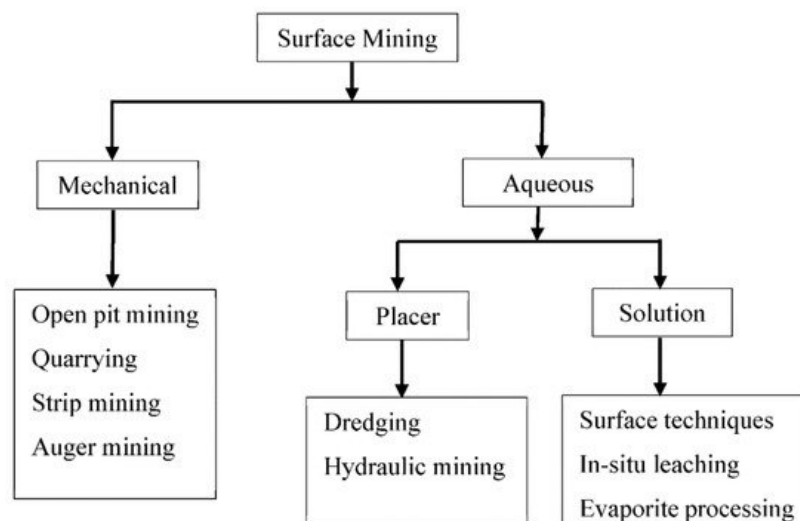 Surface Mining
Mechanical
Aqueous
Open pit mining
Quarrying
Strip mining
Auger mining
Placer
Solution
Dredging
Hydraulic mining
Surface techniques
In-situ leaching
Evaporite processing